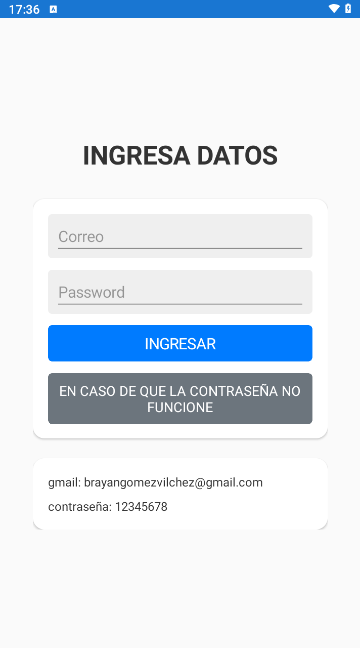 17:36
INGRESA DATOS
Correo
Password
INGRESAR
EN CASO DE QUE LA CONTRASEÑA NO
FUNCIONE
gmail: brayangomezvilchez@gmail.com
contraseña: 12345678